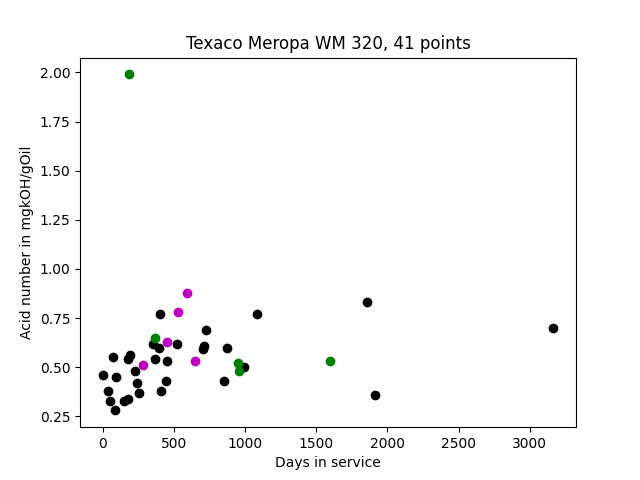 Texaco Meropa WM 320, 41 points
Acid number in mgkOH/gOil
2.00
1.75
1.50
1.25
1.00
0.75
0.50
0.25
0 500 1000 1500 2000 2500 3000
Days in service